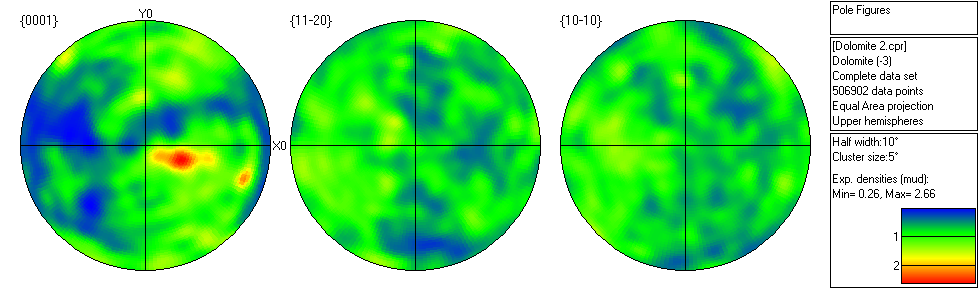 {0001}
Y0
X0
{11-20}
{10-10}
Pole Figures
[Dolomite 2.cpr]
Dolomite (-3)
Complete data set
506902 data points
Equal Area projection
Upper hemispheres
Half width:10°
Cluster size:5°
Exp. densities (mud):
Min= 0.26, Max= 2.66
1
2